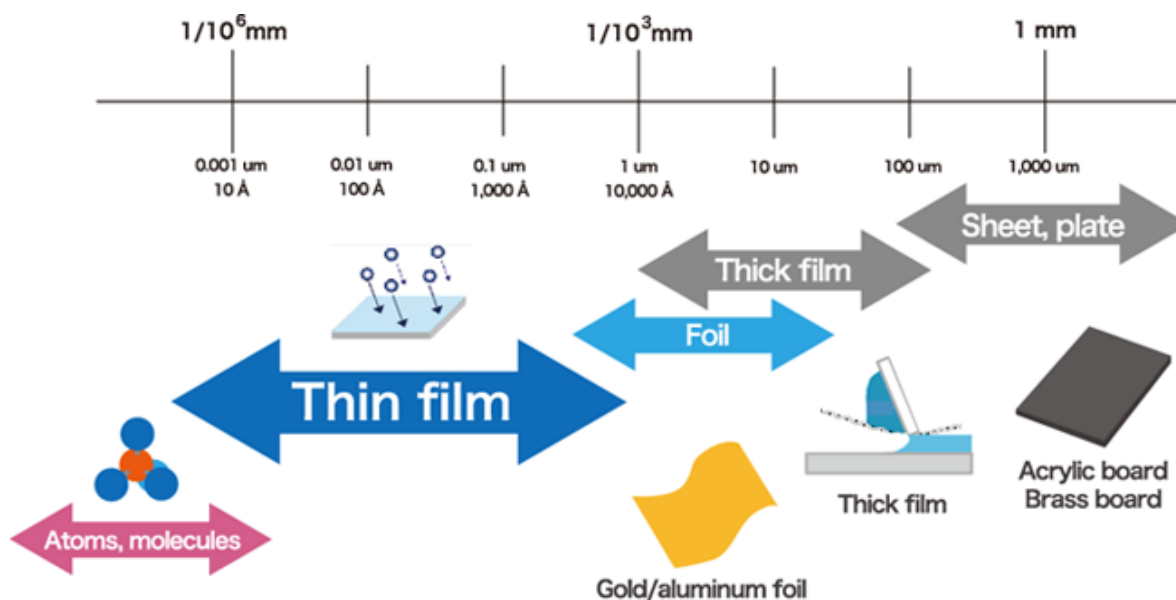 1/10⁶mm
1/10³mm
1 mm
0.001 um
10 Å
0.01 um
100 Å
0.1 um
1,000 Å
1 um
10,000 Å
10 um
100 um
1,000 um
Sheet, plate
Thick film
Foil
Thin film
Atoms, molecules
Gold/aluminum foil
Thick film
Acrylic board
Brass board